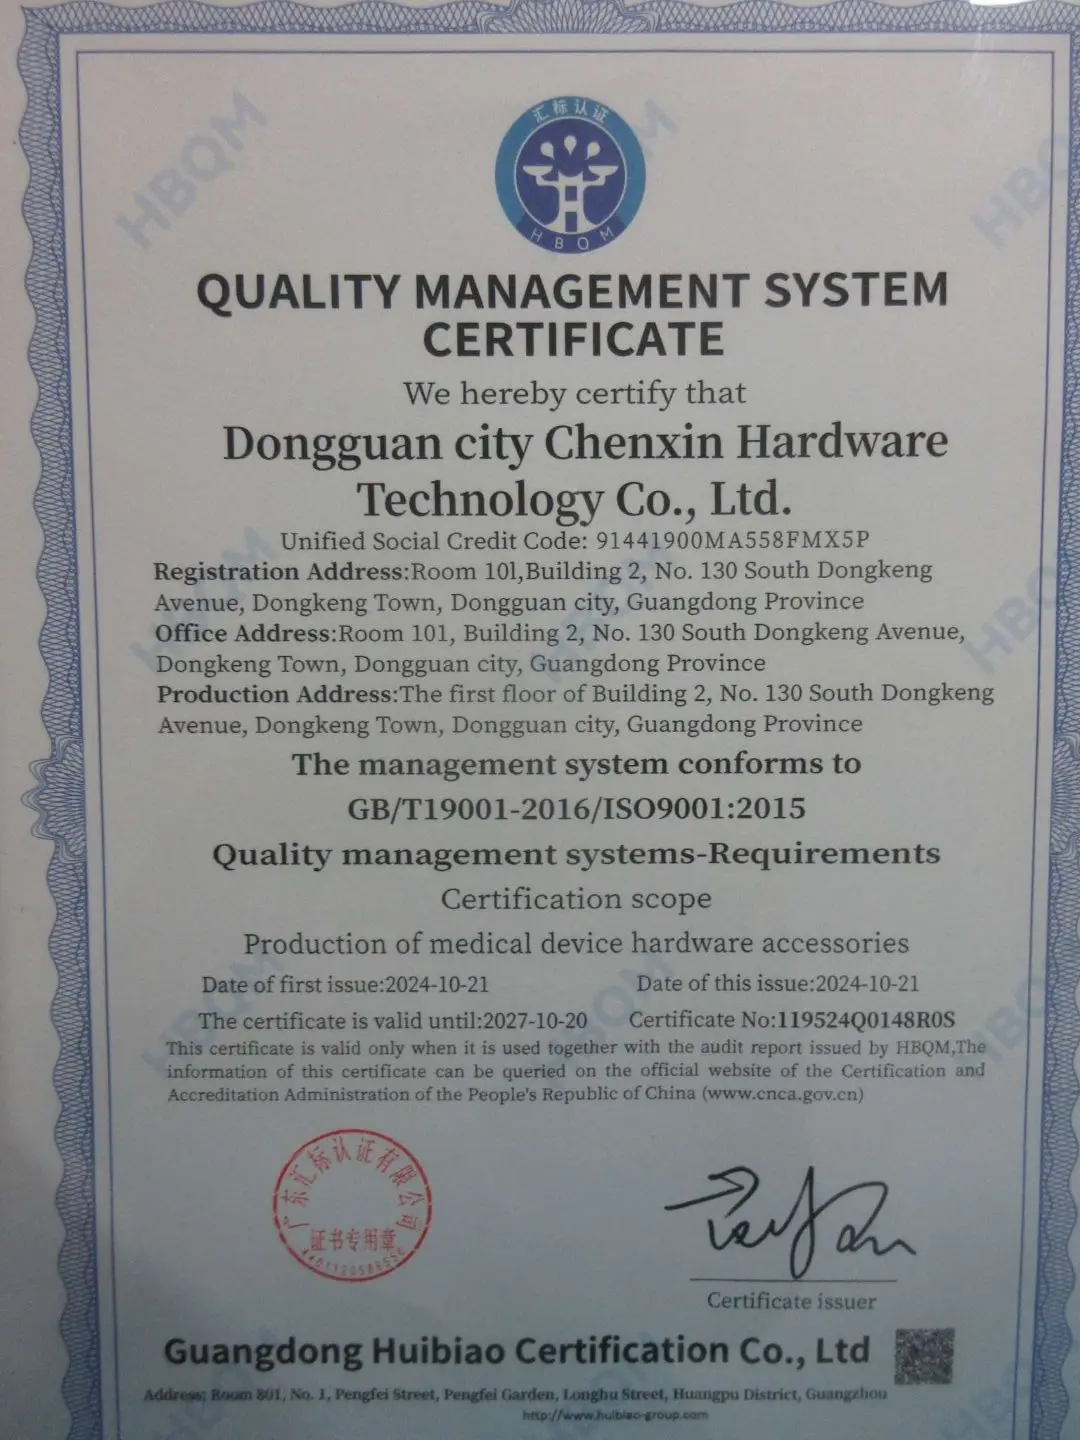 汇标认证
HBQM
QUALITY MANAGEMENT SYSTEM
CERTIFICATE
We hereby certify that
Dongguan city Chenxin Hardware
Technology Co., Ltd.
Unified Social Credit Code: 91441900MA558FMX5P
Registration Address:Room 10l,Building 2, No. 130 South Dongkeng
Avenue, Dongkeng Town, Dongguan city, Guangdong Province
Office Address:Room 101, Building 2, No. 130 South Dongkeng Avenue,
Dongkeng Town, Dongguan city, Guangdong Province
Production Address:The first floor of Building 2, No. 130 South Dongkeng
Avenue, Dongkeng Town, Dongguan city, Guangdong Province
The management system conforms to
GB/T19001-2016/ISO9001:2015
Quality management systems-Requirements
Certification scope
Production of medical device hardware accessories
Date of first issue:2024-10-21 Date of this issue:2024-10-21
The certificate is valid until:2027-10-20 Certificate No:119524Q0148R0S
This certificate is valid only when it is used together with the audit report issued by HBQM,The
information of this certificate can be queried on the official website of the Certification and
Accreditation Administration of the People's Republic of China (www.cnca.gov.cn)
广东汇标认证有限公司
证书专用章
Certificate issuer
Guangdong Huibiao Certification Co., Ltd
Address: Room 801, No. 1, Pengfei Street, Pengfei Garden, Longhu Street, Huangpu District, Guangzhou
http://www.huibiao-group.com